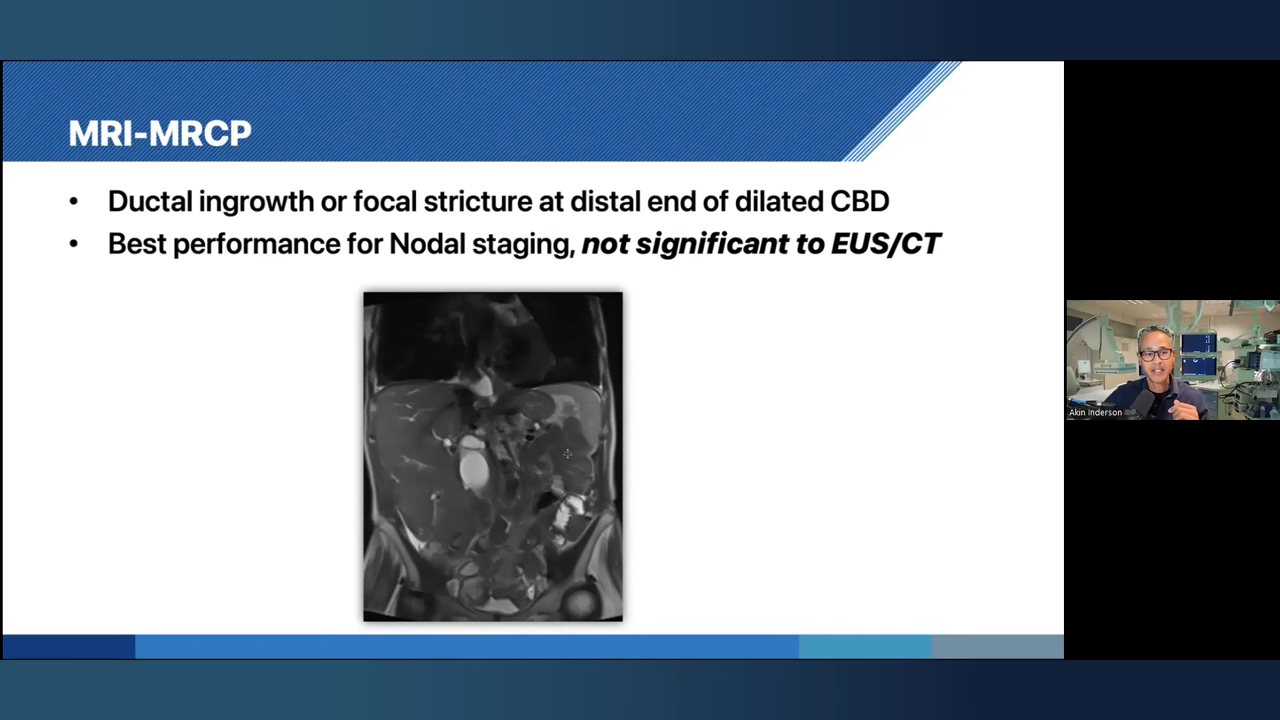 MRI-MRCP
• Ductal ingrowth or focal stricture at distal end of dilated CBD
• Best performance for Nodal staging, not significant to EUS/CT
Akin Inderson